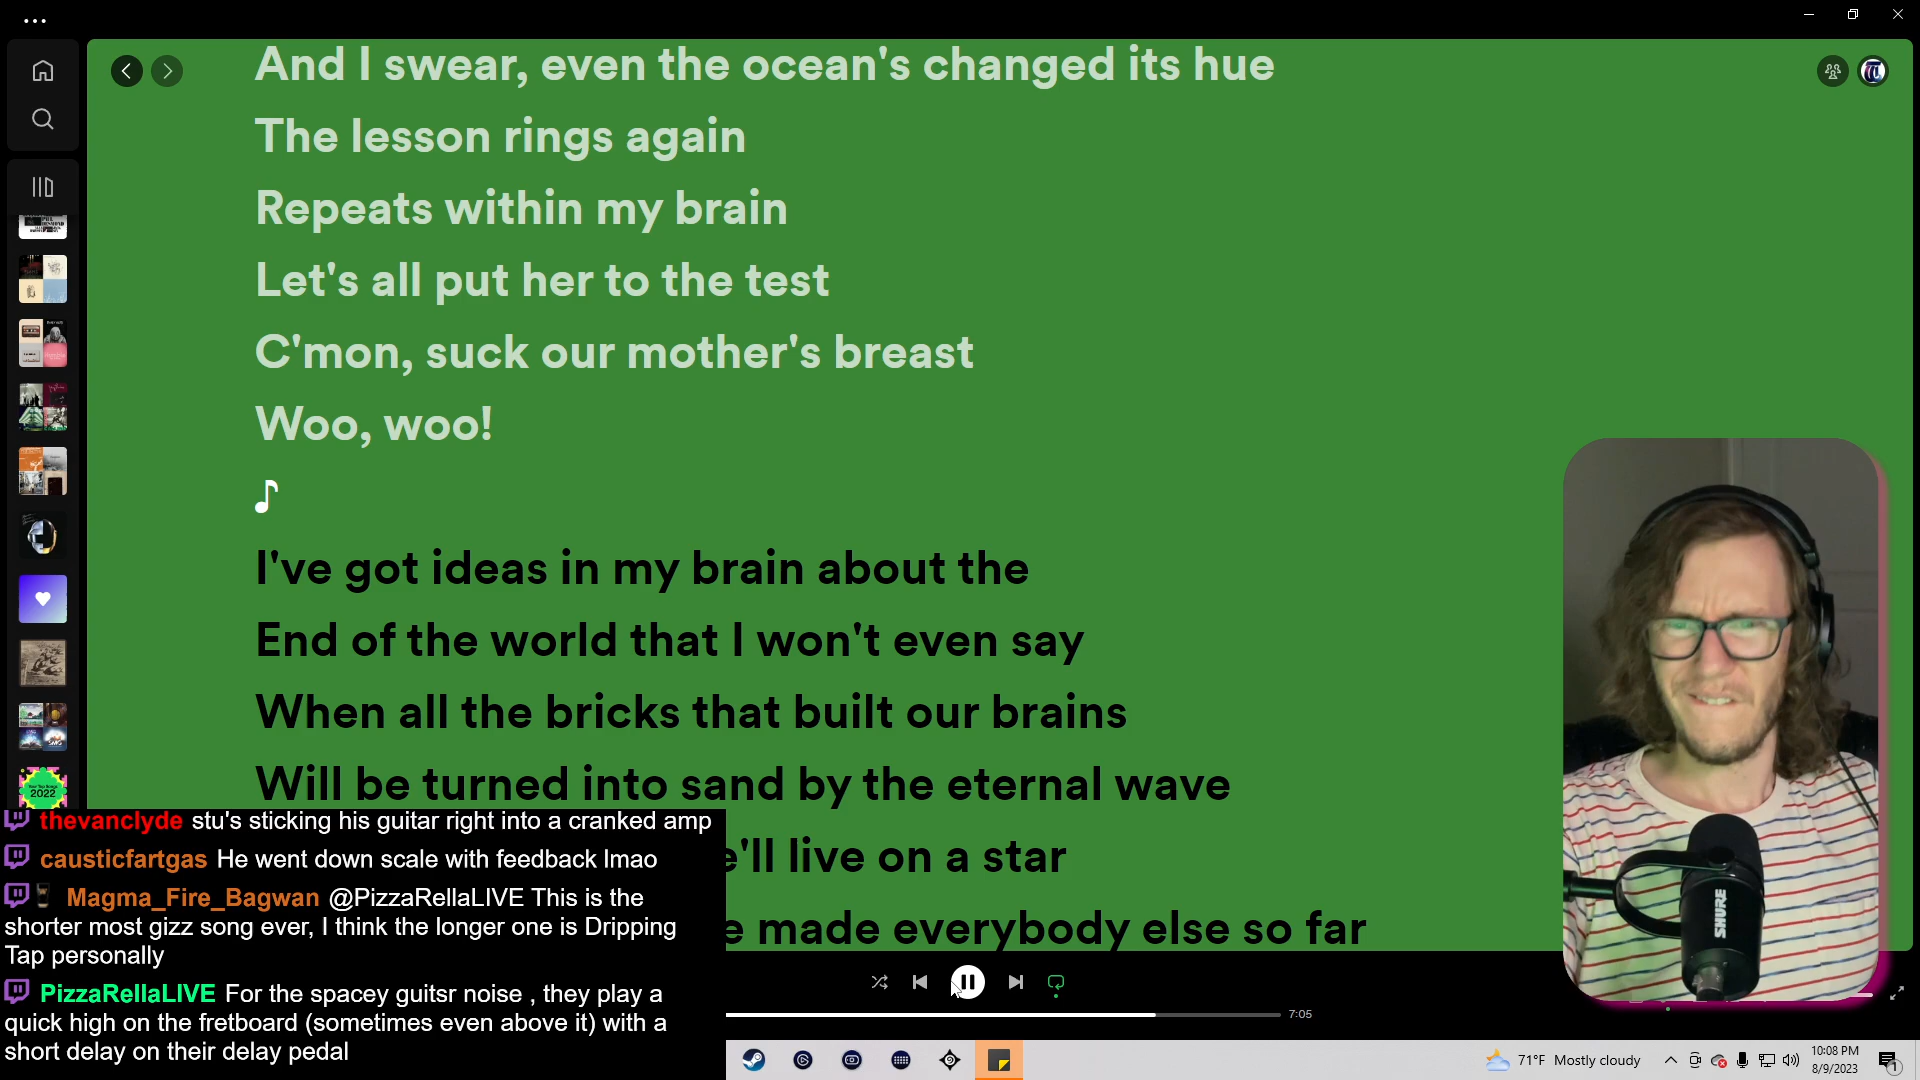 And I swear, even the ocean's changed its hue
The lesson rings again
Repeats within my brain
Let's all put her to the test
C'mon, suck our mother's breast
Woo, woo!
I've got ideas in my brain about the
End of the world that I won't even say
When all the bricks that built our brains
Will be turned into sand by the eternal wave
e'll live on a star
e made everybody else so far
2022
thevanclyde stu's sticking his guitar right into a cranked amp
causticfartgas He went down scale with feedback lmao
Magma_Fire_Bagwan @PizzaRellaLIVE This is the
shorter most gizz song ever, I think the longer one is Dripping
Tap personally
PizzaRellaLIVE For the spacey guitsr noise , they play a
quick high on the fretboard (sometimes even above it) with a
short delay on their delay pedal
SHURE
7:05
71°F Mostly cloudy
10:08 PM
8/9/2023
1